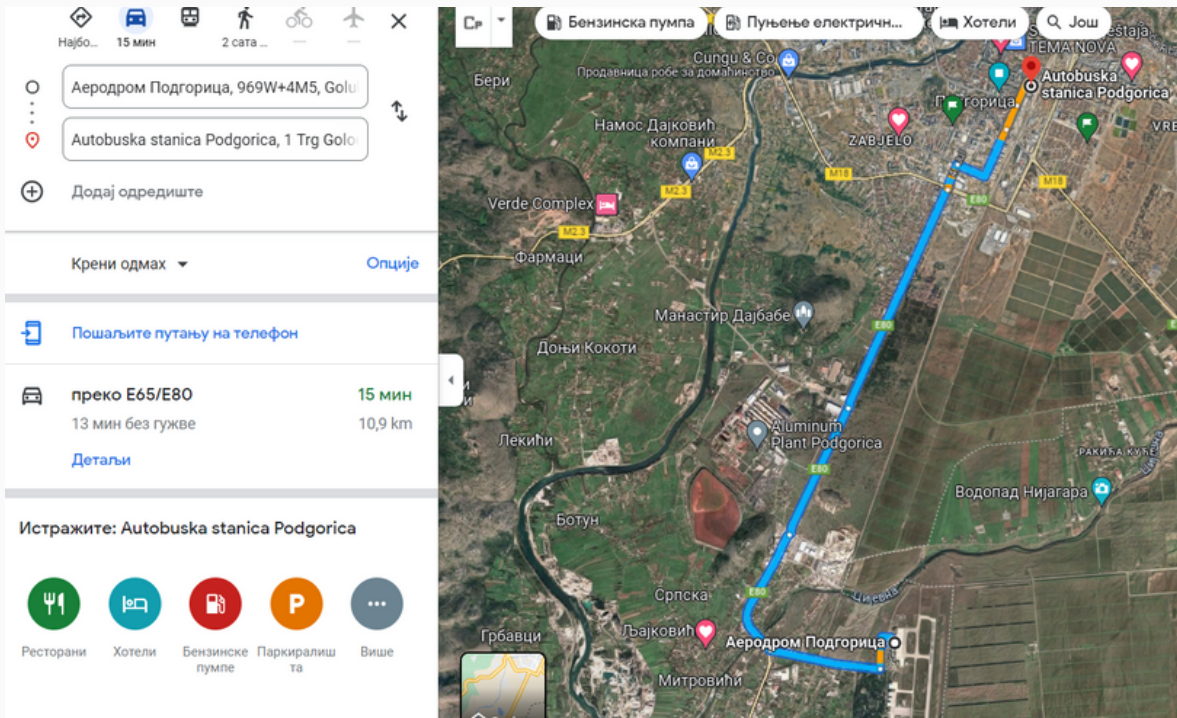 Најбо...
15 мин
2 сата ...
Аеродром Подгорица, 969W+4M5, Golu
Autobuska stanica Podgorica, 1 Trg Golo
Додај одредиште
Крени одмах
Опције
Пошаљите путању на телефон
преко E65/E80
15 мин
13 мин без гужве
10,9 km
Детаљи
Истражите: Autobuska stanica Podgorica
Ресторани
Хотели
Бензинске
пумпе
Паркиралиш
та
Више
Бензинска пумпа
Пуњење електричн...
Хотели
Још
TEMA NOVA
Cungu & Co
Продавница робе за домаћинство
Бери
Autobuska
stanica Podgorica
Намос Дајковић
компани
ZABJELO
VRE
M2.3
M2.3
M18
M18
E80
Verde Complex
M2.3
Фармаци
Манастир Дајбабе
E80
Доњи Кокоти
Aluminum
Plant Podgorica
Лекићи
E80
РАКИЋА КУЋЕ
Водопад Нијагара
Ботун
Цијевна
Српска
E80
Цијевна
Грбавци
Љајковић
Аеродром Подгорица
Митровићи